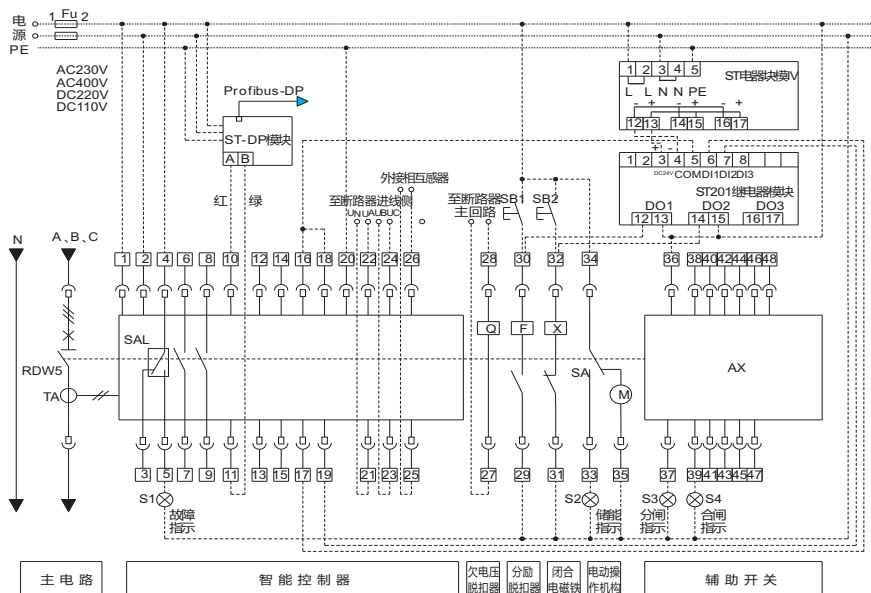 电 1 Fu 2
源
PE
AC230V
AC400V
DC220V
DC110V
Profibus-DP
ST-DP模块
A B
红 绿
1 2 3 4 5
ST电器块模IV
L L N N PE
- + - + - +
12 13 14 15 16 17
+ -
1 2 3 4 5 6 7 8
DC24V COMDI1DI2DI3
ST201继电器模块
DO1 DO2 DO3
12 13 14 15 16 17
外接相互感器
至断路器进线侧
UN UA UB UC
至断路器
主回路
SB1 SB2
N A、B、C
1 2 4 6 8 10 12 14 16 18 20 22 24 26 28 30 32 34 36 38 40 42 44 46 48
SAL
Q F X
SA
M
AX
RDW5
TA
3 5 7 9 11 13 15 17 19 21 23 25 27 29 31 33 35 37 39 41 43 45 47
S1 故障
指示
S2 储能
指示
S3 分闸
指示
S4 合闸
指示
主电路
智能控制器
欠电压
脱扣器
分励
脱扣器
闭合
电磁铁
电动操
作机构
辅助开关